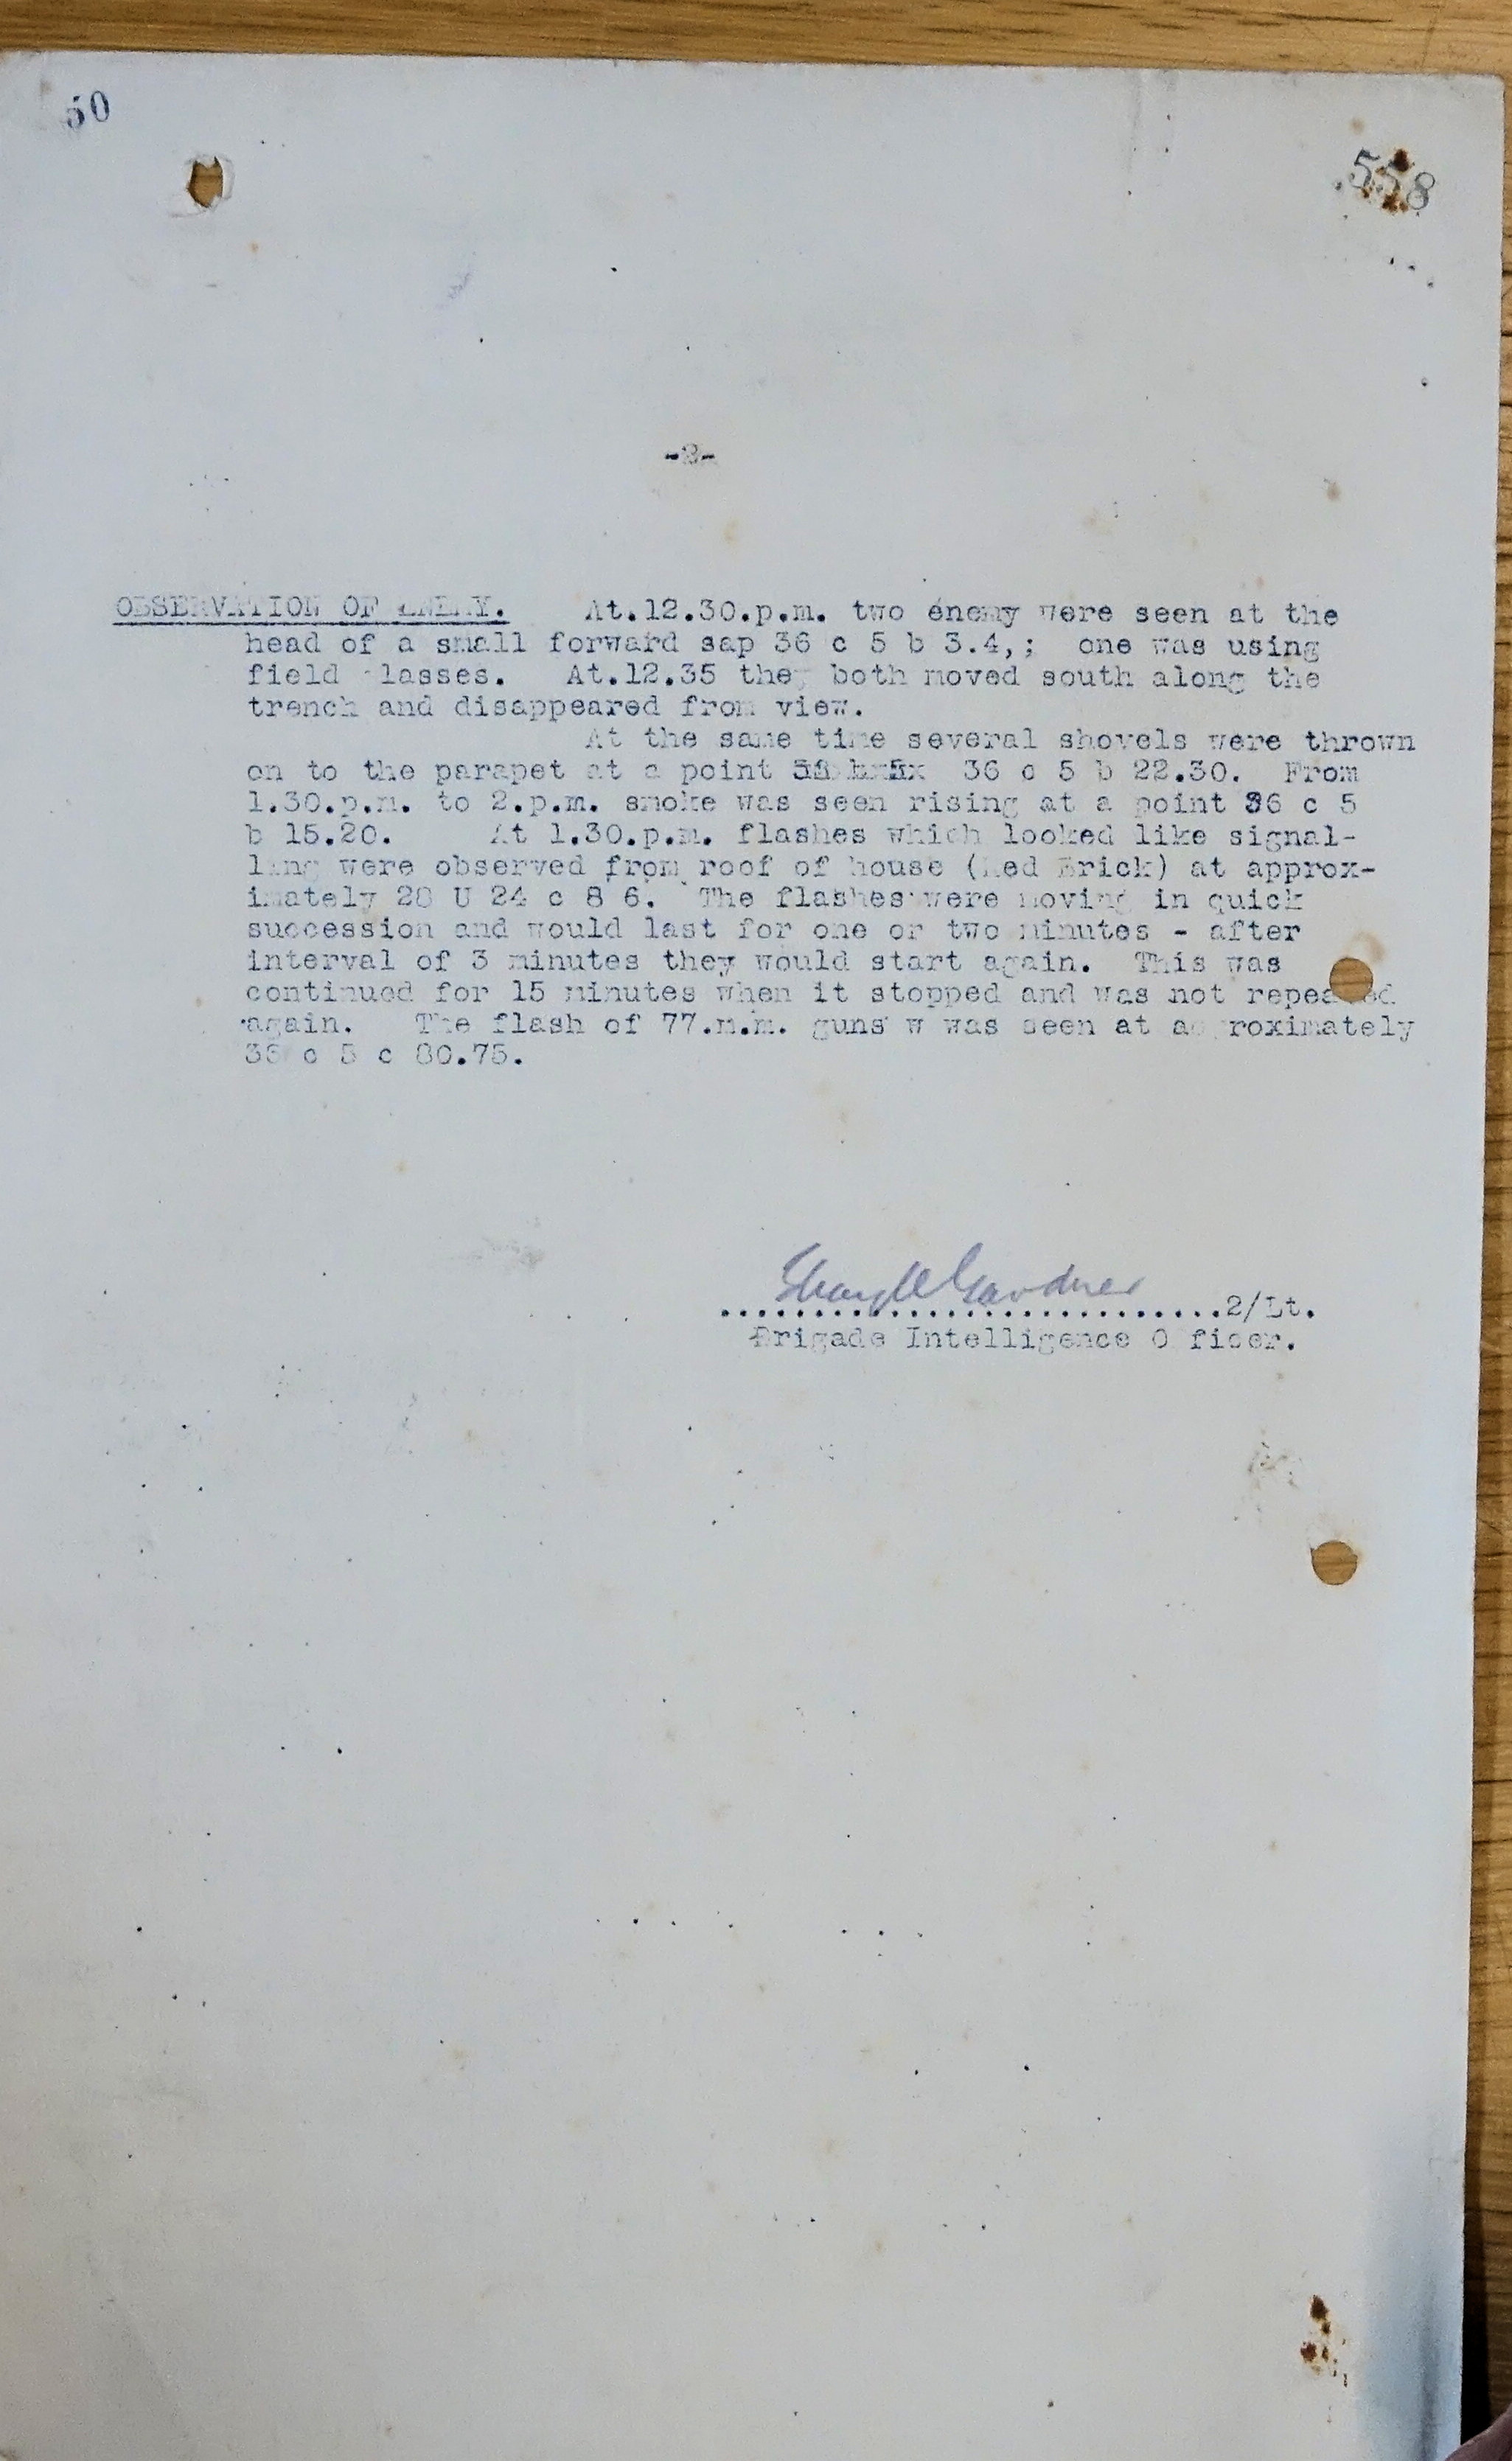 50
558
OBSERVATION OF ENEMY. At.12.30.p.m. two enemy were seen at the
head of a small forward sap 36 c 5 b 3.4,; one was using
field glasses. At.12.35 they both moved south along the
trench and disappeared from view.
At the same time several shovels were thrown
on to the parapet at a point 36 c 5 b 22.30. From
1.30.p.m. to 2.p.m. smoke was seen rising at a point 36 c 5
b 15.20. At 1.30.p.m. flashes which looked like signal-
ling were observed from roof of house (Red Brick) at approx-
imately 28 U 24 c 8 6. The flashes were moving in quick
succession and would last for one or two minutes - after
interval of 3 minutes they would start again. This was
continued for 15 minutes when it stopped and was not repeated
again. The flash of 77.m.m. guns w was seen at approximately
36 c 5 c 80.75.
Gardner
..............................2/Lt.
Brigade Intelligence Officer.